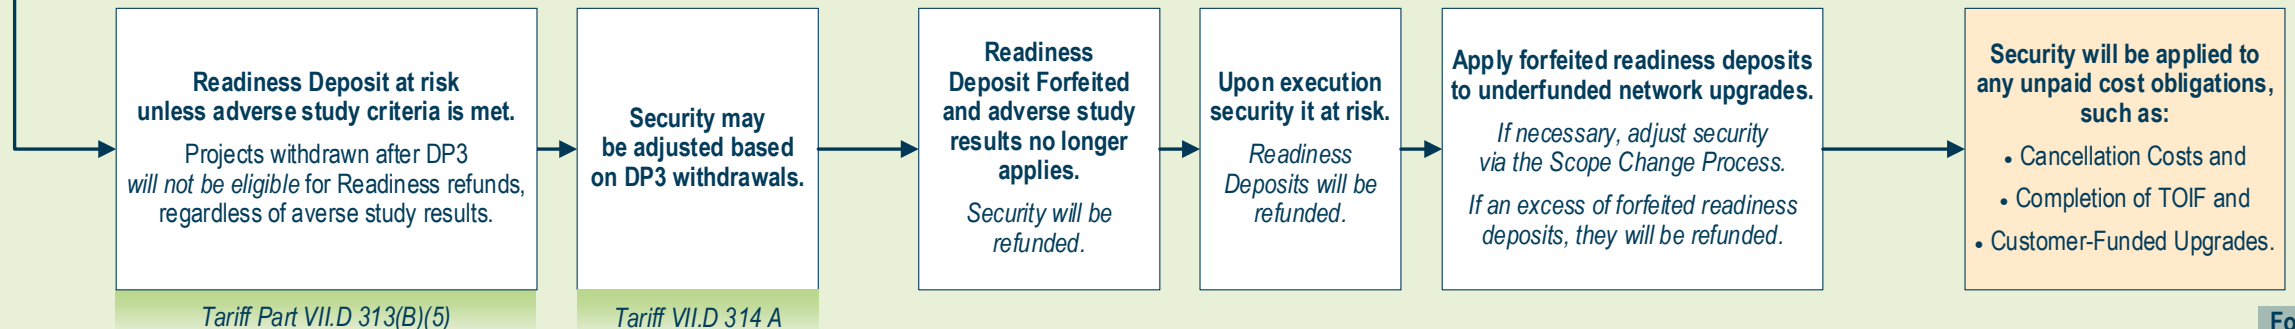 Readiness Deposit at risk
unless adverse study criteria is met.
Projects withdrawn after DP3
will not be eligible for Readiness refunds,
regardless of averse study results.
Tariff Part VII.D 313(B)(5)
Security may
be adjusted based
on DP3 withdrawals.
Tariff VII.D 314 A
Readiness
Deposit Forfeited
and adverse study
results no longer
applies.
Security will be
refunded.
Upon execution
security it at risk.
Readiness
Deposits will be
refunded.
Apply forfeited readiness deposits
to underfunded network upgrades.
If necessary, adjust security
via the Scope Change Process.
If an excess of forfeited readiness
deposits, they will be refunded.
Security will be applied to
any unpaid cost obligations,
such as:
• Cancellation Costs and
• Completion of TOIF and
• Customer-Funded Upgrades.